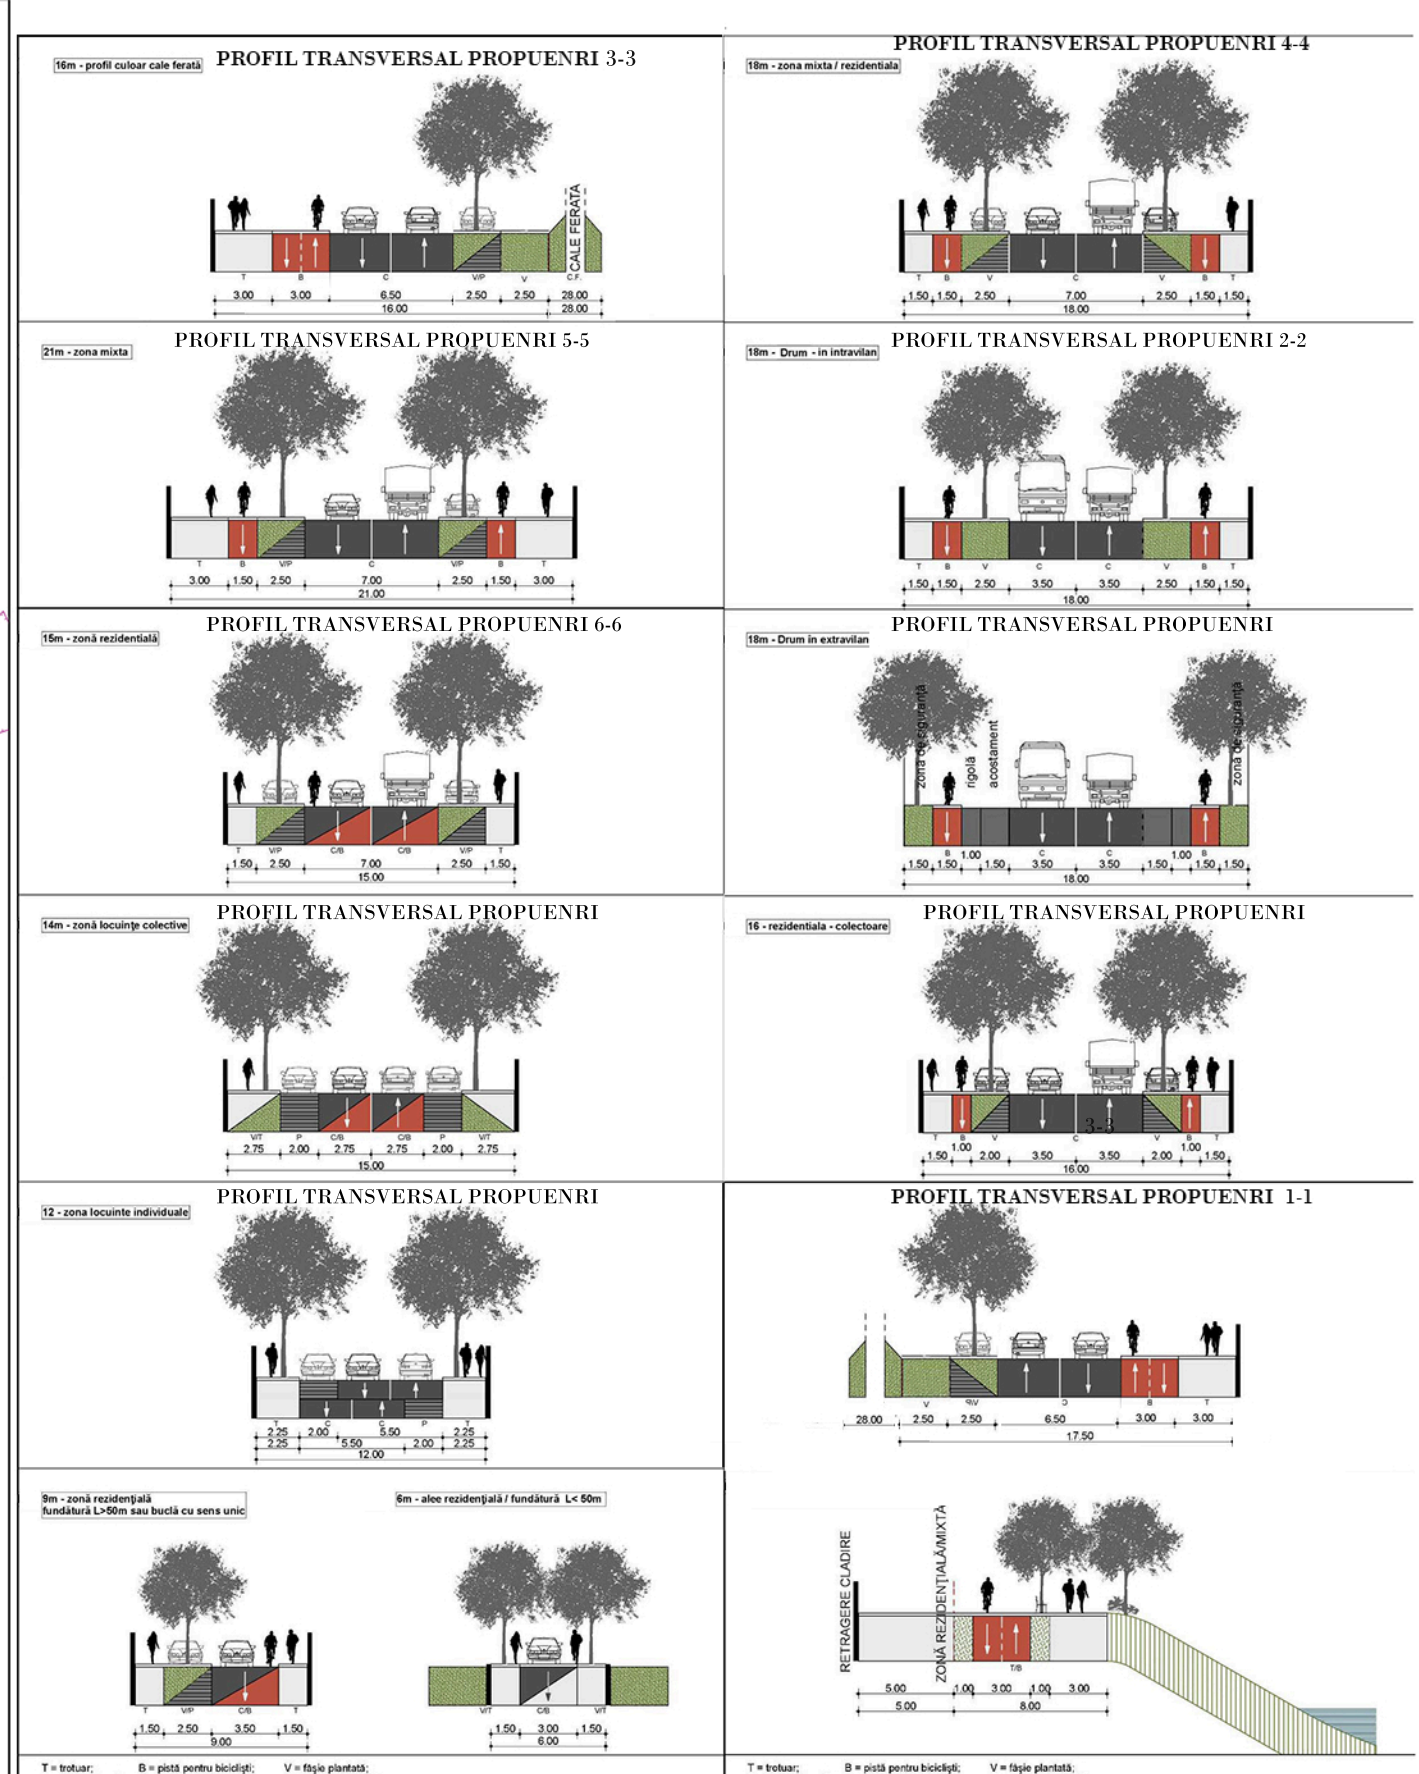 PROFIL TRANSVERSAL PROPUENRI 3-3
16m - profil culoar cale ferată
CALE FERATA
T B C V/P V C.F.
3.00 3.00 6.50 2.50 2.50 28.00
16.00 28.00
PROFIL TRANSVERSAL PROPUENRI 4-4
18m - zona mixta / rezidentiala
T B V C V B T
1.50 1.50 2.50 7.00 2.50 1.50 1.50
18.00
PROFIL TRANSVERSAL PROPUENRI 5-5
21m - zona mixta
T B V/P C V/P B T
3.00 1.50 2.50 7.00 2.50 1.50 3.00
21.00
PROFIL TRANSVERSAL PROPUENRI 2-2
18m - Drum - in intravilan
T B V C C V B T
1.50 1.50 2.50 3.50 3.50 2.50 1.50 1.50
18.00
PROFIL TRANSVERSAL PROPUENRI 6-6
15m - zonă rezidentială
T V/P C/B C/B V/P T
1.50 2.50 7.00 2.50 1.50
15.00
PROFIL TRANSVERSAL PROPUENRI
18m - Drum în extravilan
zonă de siguranţă
rigolă
acostament
zonă de siguranţă
B C C B
1.50 1.50 1.00 1.50 3.50 3.50 1.50 1.00 1.50 1.50
18.00
PROFIL TRANSVERSAL PROPUENRI
14m - zonă locuinţe colective
V/T P C/B C/B P V/T
2.75 2.00 2.75 2.75 2.00 2.75
15.00
PROFIL TRANSVERSAL PROPUENRI
16 - rezidentiala - colectoare
3-3
T B V C V B T
1.50 1.00 2.00 3.50 3.50 2.00 1.00 1.50
16.00
PROFIL TRANSVERSAL PROPUENRI
12 - zona locuinte individuale
T C C P T
2.25 2.00 5.50 2.25
2.25 5.50 2.00 2.25
12.00
PROFIL TRANSVERSAL PROPUENRI 1-1
V B T
28.00 2.50 2.50 6.50 3.00 3.00
17.50
9m - zonă rezidenţială
fundătură L>50m sau buclă cu sens unic
T V/P C/B T
1.50 2.50 3.50 1.50
9.00
6m - alee rezidenţială / fundătură L< 50m
V/T C/B V/T
1.50 3.00 1.50
6.00
RETRAGERE CLADIRE
ZONĂ REZIDENŢIALĂ/MIXTĂ
T/B
5.00 1.00 3.00 1.00 3.00
5.00 8.00
T = trotuar; B = pistă pentru biciclişti; V = fâşie plantată;
T = trotuar; B = pistă pentru biciclişti; V = fâşie plantată;